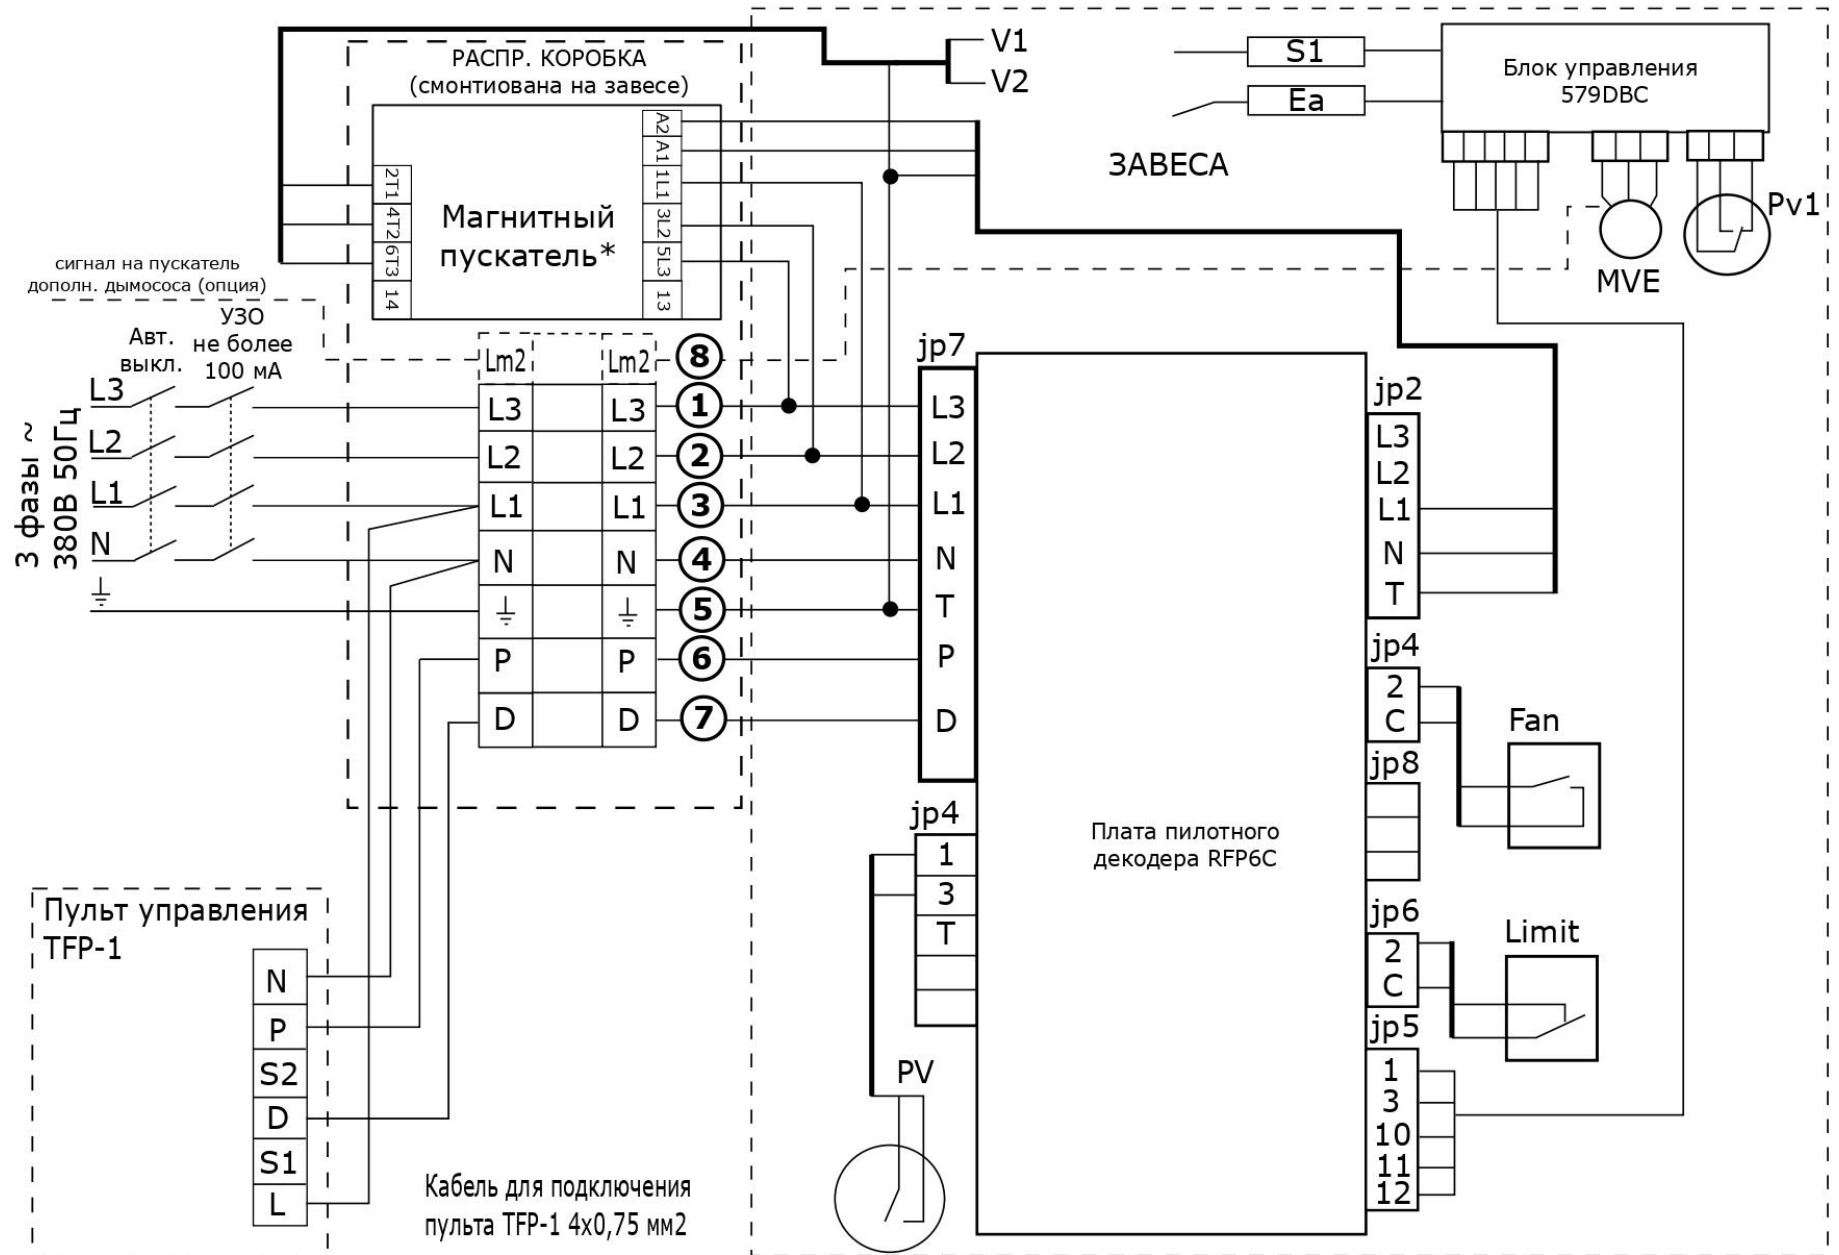 РАСПР. КОРОБКА
(смонтиована на завесе)
V1
V2
S1
Ea
Блок управления
579DBC
ЗАВЕСА
A2
A1
1L1
3L2
5L3
13
2T1
4T2
6T3
14
Магнитный
пускатель*
Pv1
MVE
сигнал на пускатель
дополн. дымососа (опция)
Авт.
выкл.
УЗО
не более
100 мА
3 фазы ~
380В 50Гц
L3
L2
L1
N
Lm2
L3
L2
L1
N
P
D
Lm2
L3
L2
L1
N
P
D
8
1
2
3
4
5
6
7
jp7
L3
L2
L1
N
T
P
D
jp4
1
3
T
PV
Плата пилотного
декодера RFP6C
jp2
L3
L2
L1
N
T
jp4
2
C
Fan
jp8
jp6
2
C
Limit
jp5
1
3
10
11
12
Пульт управления
TFP-1
N
P
S2
D
S1
L
Кабель для подключения
пульта TFP-1 4х0,75 мм2